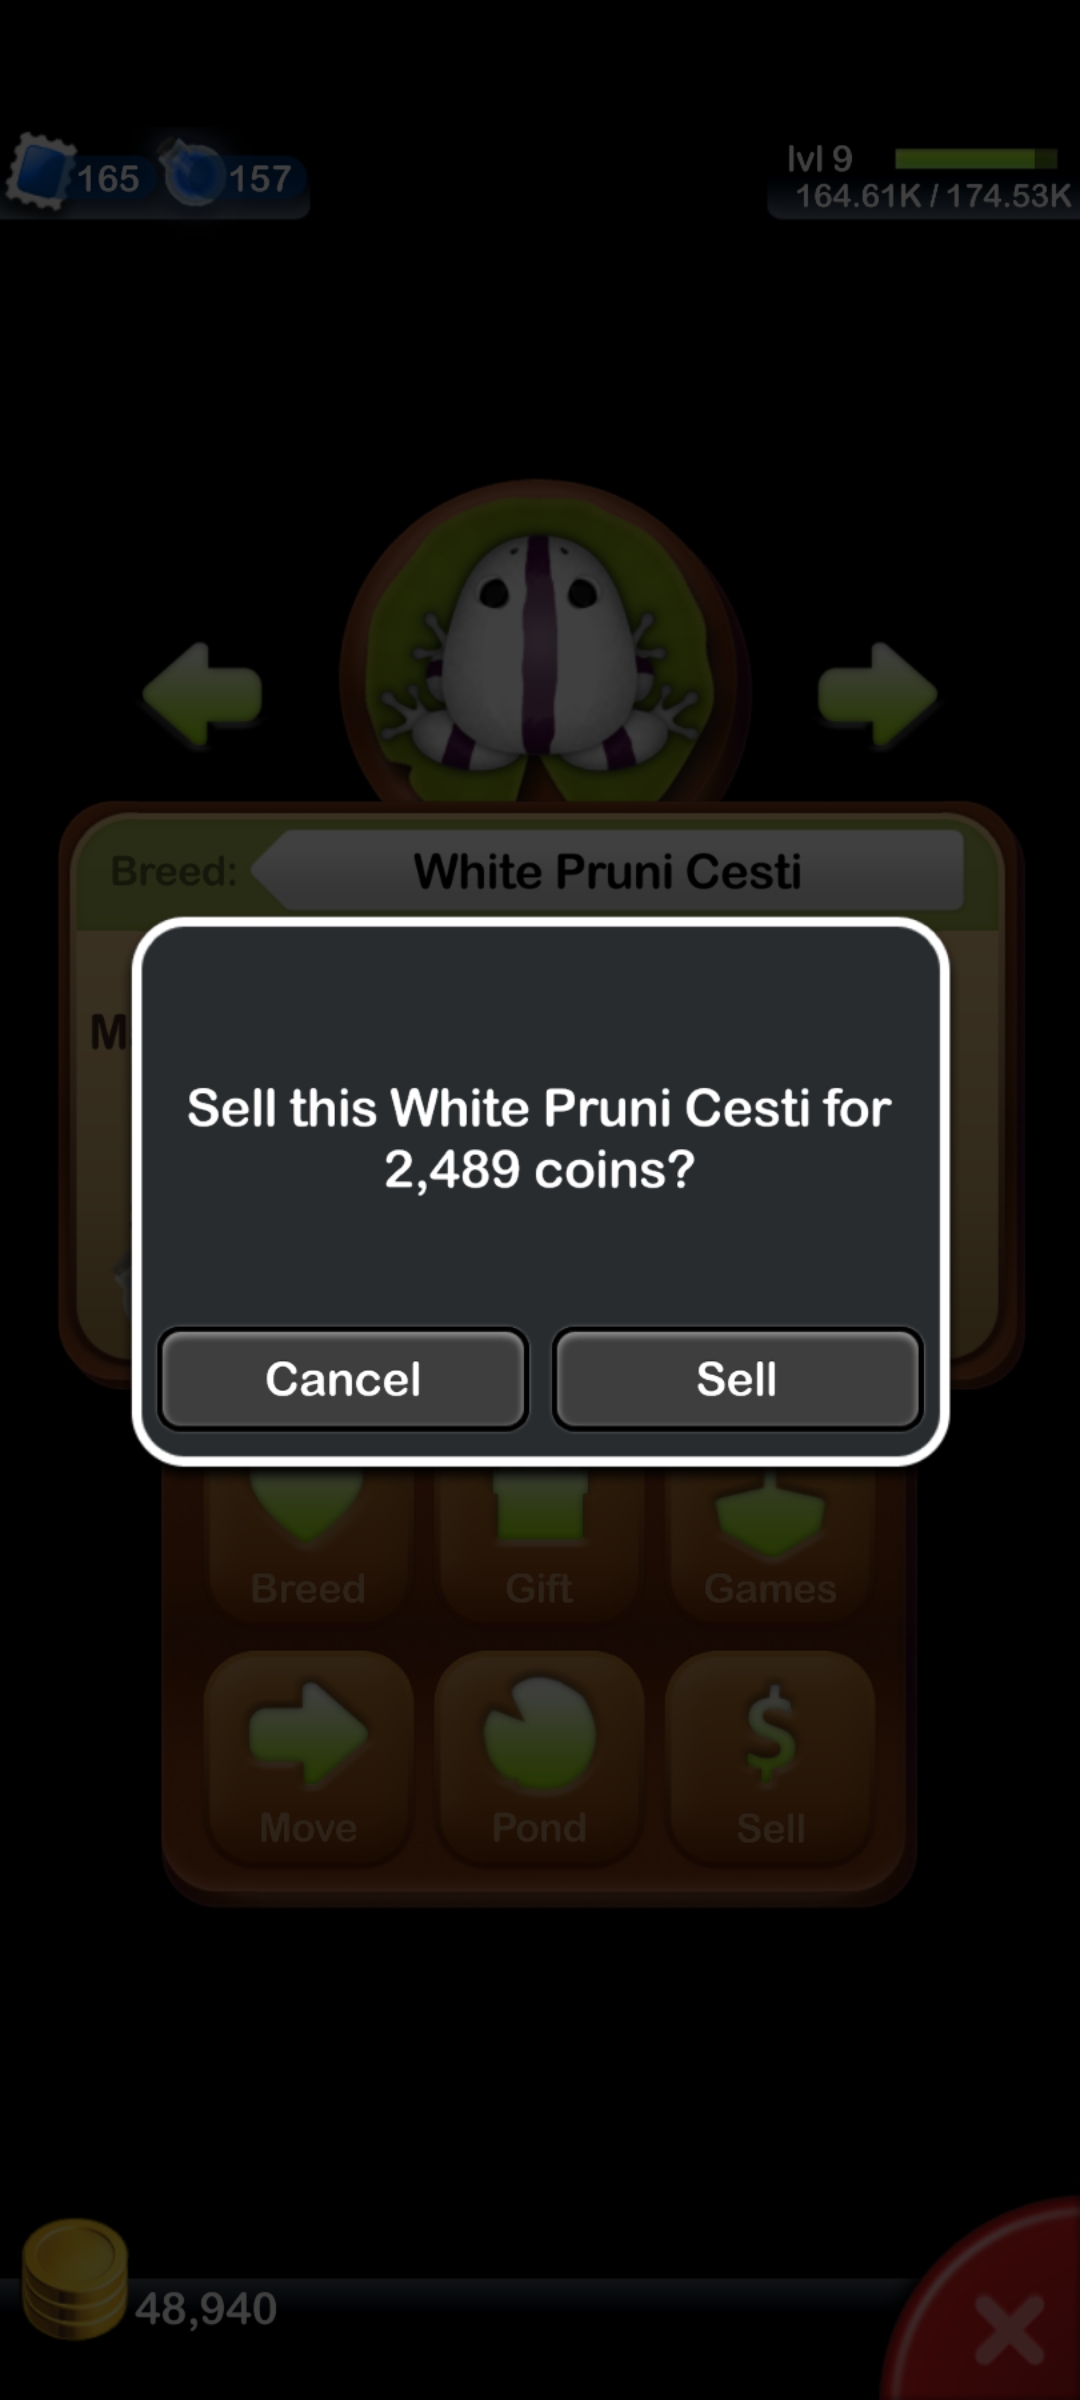 165
157
lvl 9
164.61K / 174.53K
Breed:
White Pruni Cesti
Sell this White Pruni Cesti for
2,489 coins?
Cancel
Sell
Breed
Gift
Games
Move
Pond
$
Sell
48,940